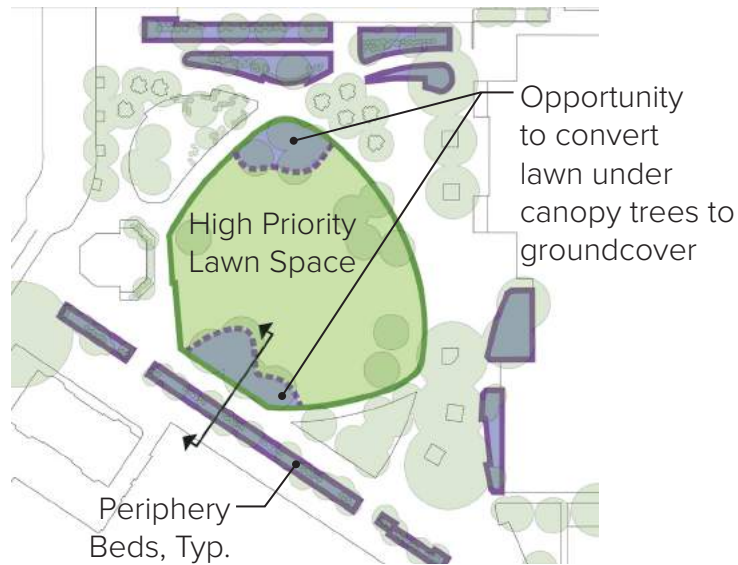 Opportunity
to convert
lawn under
canopy trees to
groundcover
High Priority
Lawn Space
Periphery
Beds, Typ.